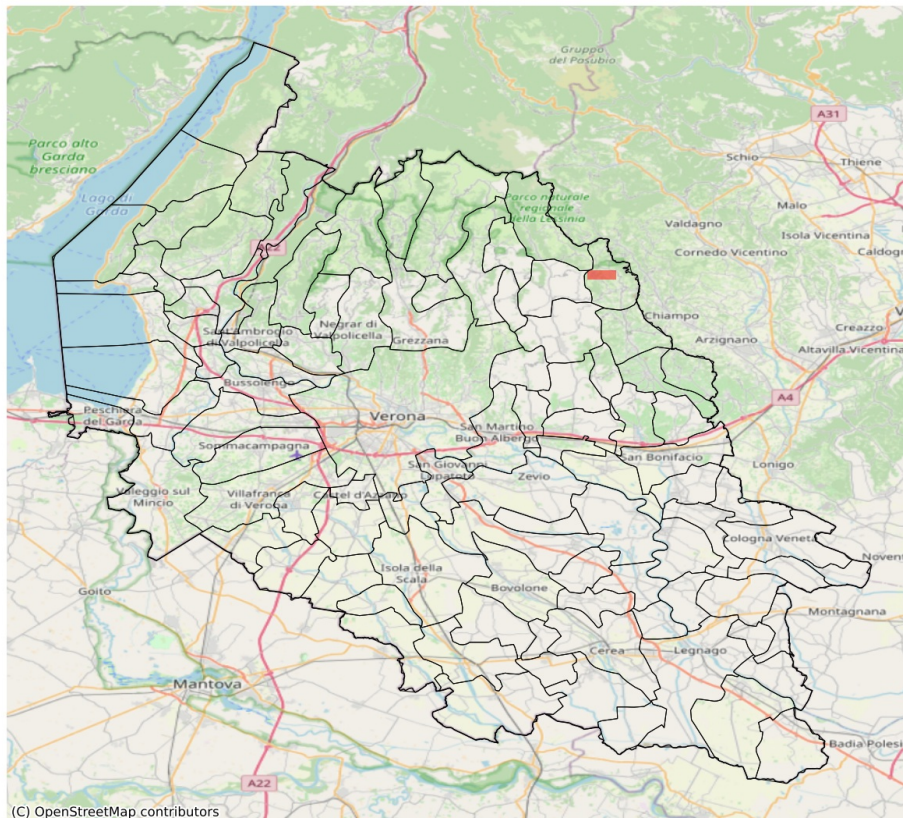 Gruppo
del Pasubio
A31
Parco alto
Garda
bresciano
Schio
Thiene
Lago di
Garda
Parco naturale
regionale
della Lessinia
Malo
Valdagno
Isola Vicentina
Cornedo Vicentino
A22
Chiampo
Sant'Ambrogio
di Valpolicella
Negrar di
Valpolicella
Grezzana
Creazzo
Arzignano
Altavilla Vicentina
Bussolengo
A4
Peschiera
del Garda
Verona
Sommacampagna
San Martino
Buon Albergo
San Bonifacio
Lonigo
San Giovanni
Lupatoto
Zevio
Valeggio sul
Mincio
Villafranca
di Verona
Castel d'Azzano
Cologna Veneta
Isola della
Scala
Bovolone
Goito
Montagnana
Cerea
Legnago
Mantova
A22
(C) OpenStreetMap contributors